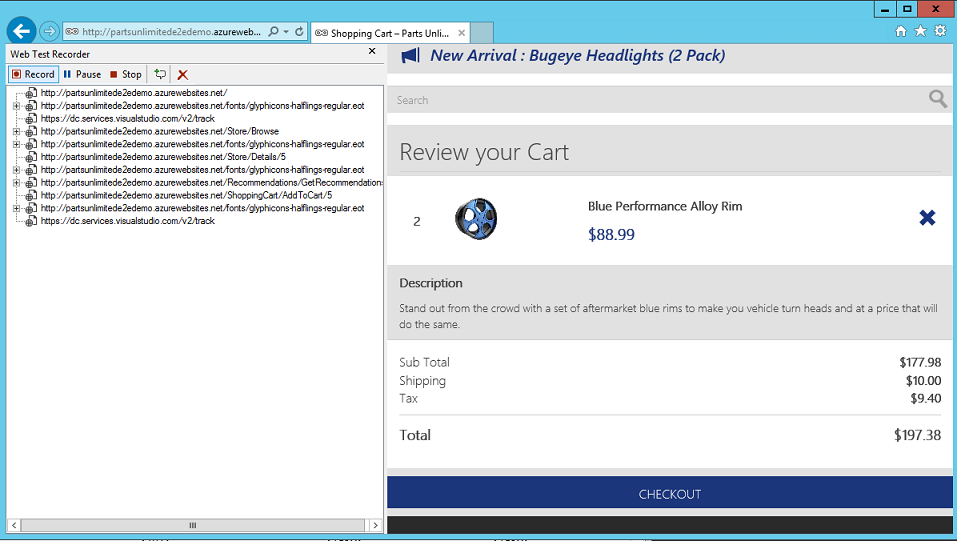 http://partsunlimitede2edemo.azureweb...
Shopping Cart – Parts Unli...
Web Test Recorder
Record Pause Stop
http://partsunlimitede2edemo.azurewebsites.net/
http://partsunlimitede2edemo.azurewebsites.net/fonts/glyphicons-halflings-regular.eot
https://dc.services.visualstudio.com/v2/track
http://partsunlimitede2edemo.azurewebsites.net/Store/Browse
http://partsunlimitede2edemo.azurewebsites.net/fonts/glyphicons-halflings-regular.eot
http://partsunlimitede2edemo.azurewebsites.net/Store/Details/5
http://partsunlimitede2edemo.azurewebsites.net/fonts/glyphicons-halflings-regular.eot
http://partsunlimitede2edemo.azurewebsites.net/Recommendations/GetRecommendation
http://partsunlimitede2edemo.azurewebsites.net/ShoppingCart/AddToCart/5
http://partsunlimitede2edemo.azurewebsites.net/fonts/glyphicons-halflings-regular.eot
https://dc.services.visualstudio.com/v2/track
New Arrival : Bugeye Headlights (2 Pack)
Search
Review your Cart
2
Blue Performance Alloy Rim
$88.99
Description
Stand out from the crowd with a set of aftermarket blue rims to make you vehicle turn heads and at a price that will
do the same.
Sub Total $177.98
Shipping $10.00
Tax $9.40
Total $197.38
CHECKOUT